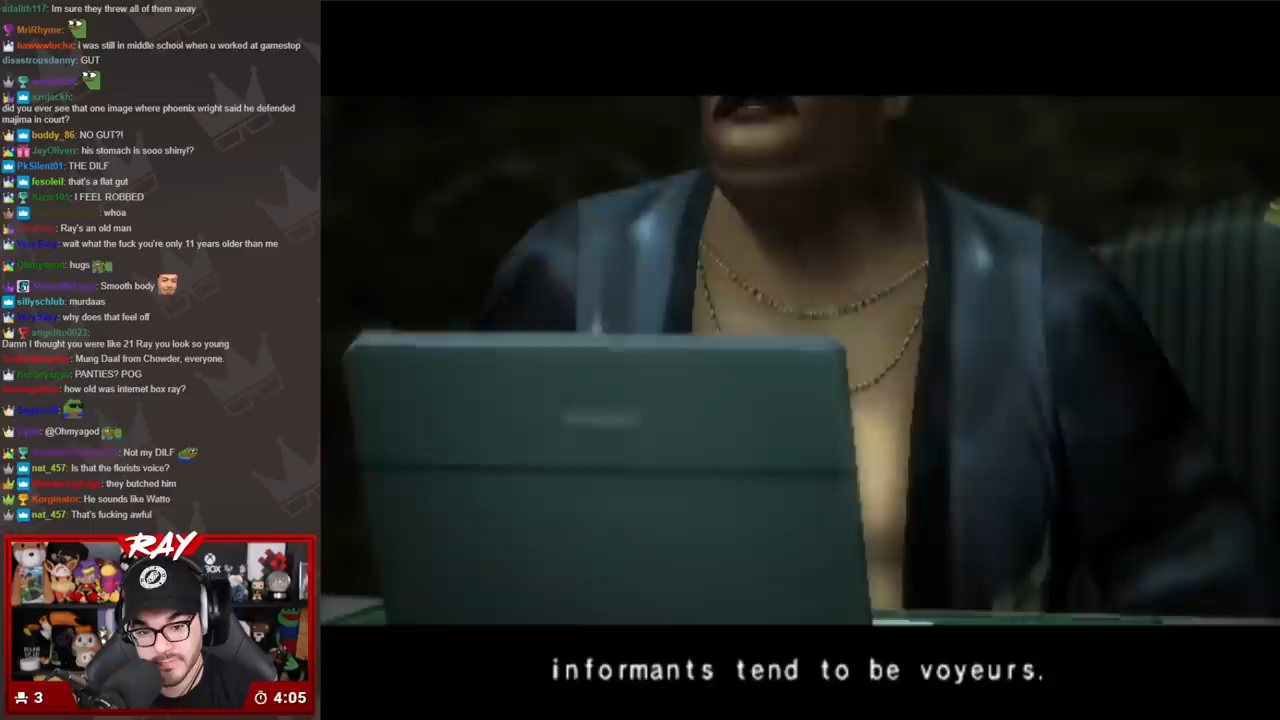 adalith117: Im sure they threw all of them away
MriRhyme:
hawwwlucha: i was still in middle school when u worked at gamestop
disastrousdanny: GUT
did you ever see that one image where phoenix wright said he defended
majima in court?
buddy_86: NO GUT?!
JayOliverr: his stomach is sooo shiny!?
PkSilent01: THE DILF
fesoleil: that's a flat gut
I FEEL ROBBED
whoa
Ray's an old man
wait what the fuck you're only 11 years older than me
Ohmyagod: hugs
Smooth body
sillyschlub: murdaas
why does that feel off
angelito0023:
Damn I thought you were like 21 Ray you look so young
Mung Daal from Chowder, everyone.
PANTIES? POG
how old was internet box ray?
@Ohmyagod
Not my DILF
nat_457: Is that the florists voice?
they butched him
Korginator: He sounds like Watto
nat_457: That's fucking awful
RAY
XBOX
3
4:05
informants tend to be voyeurs.